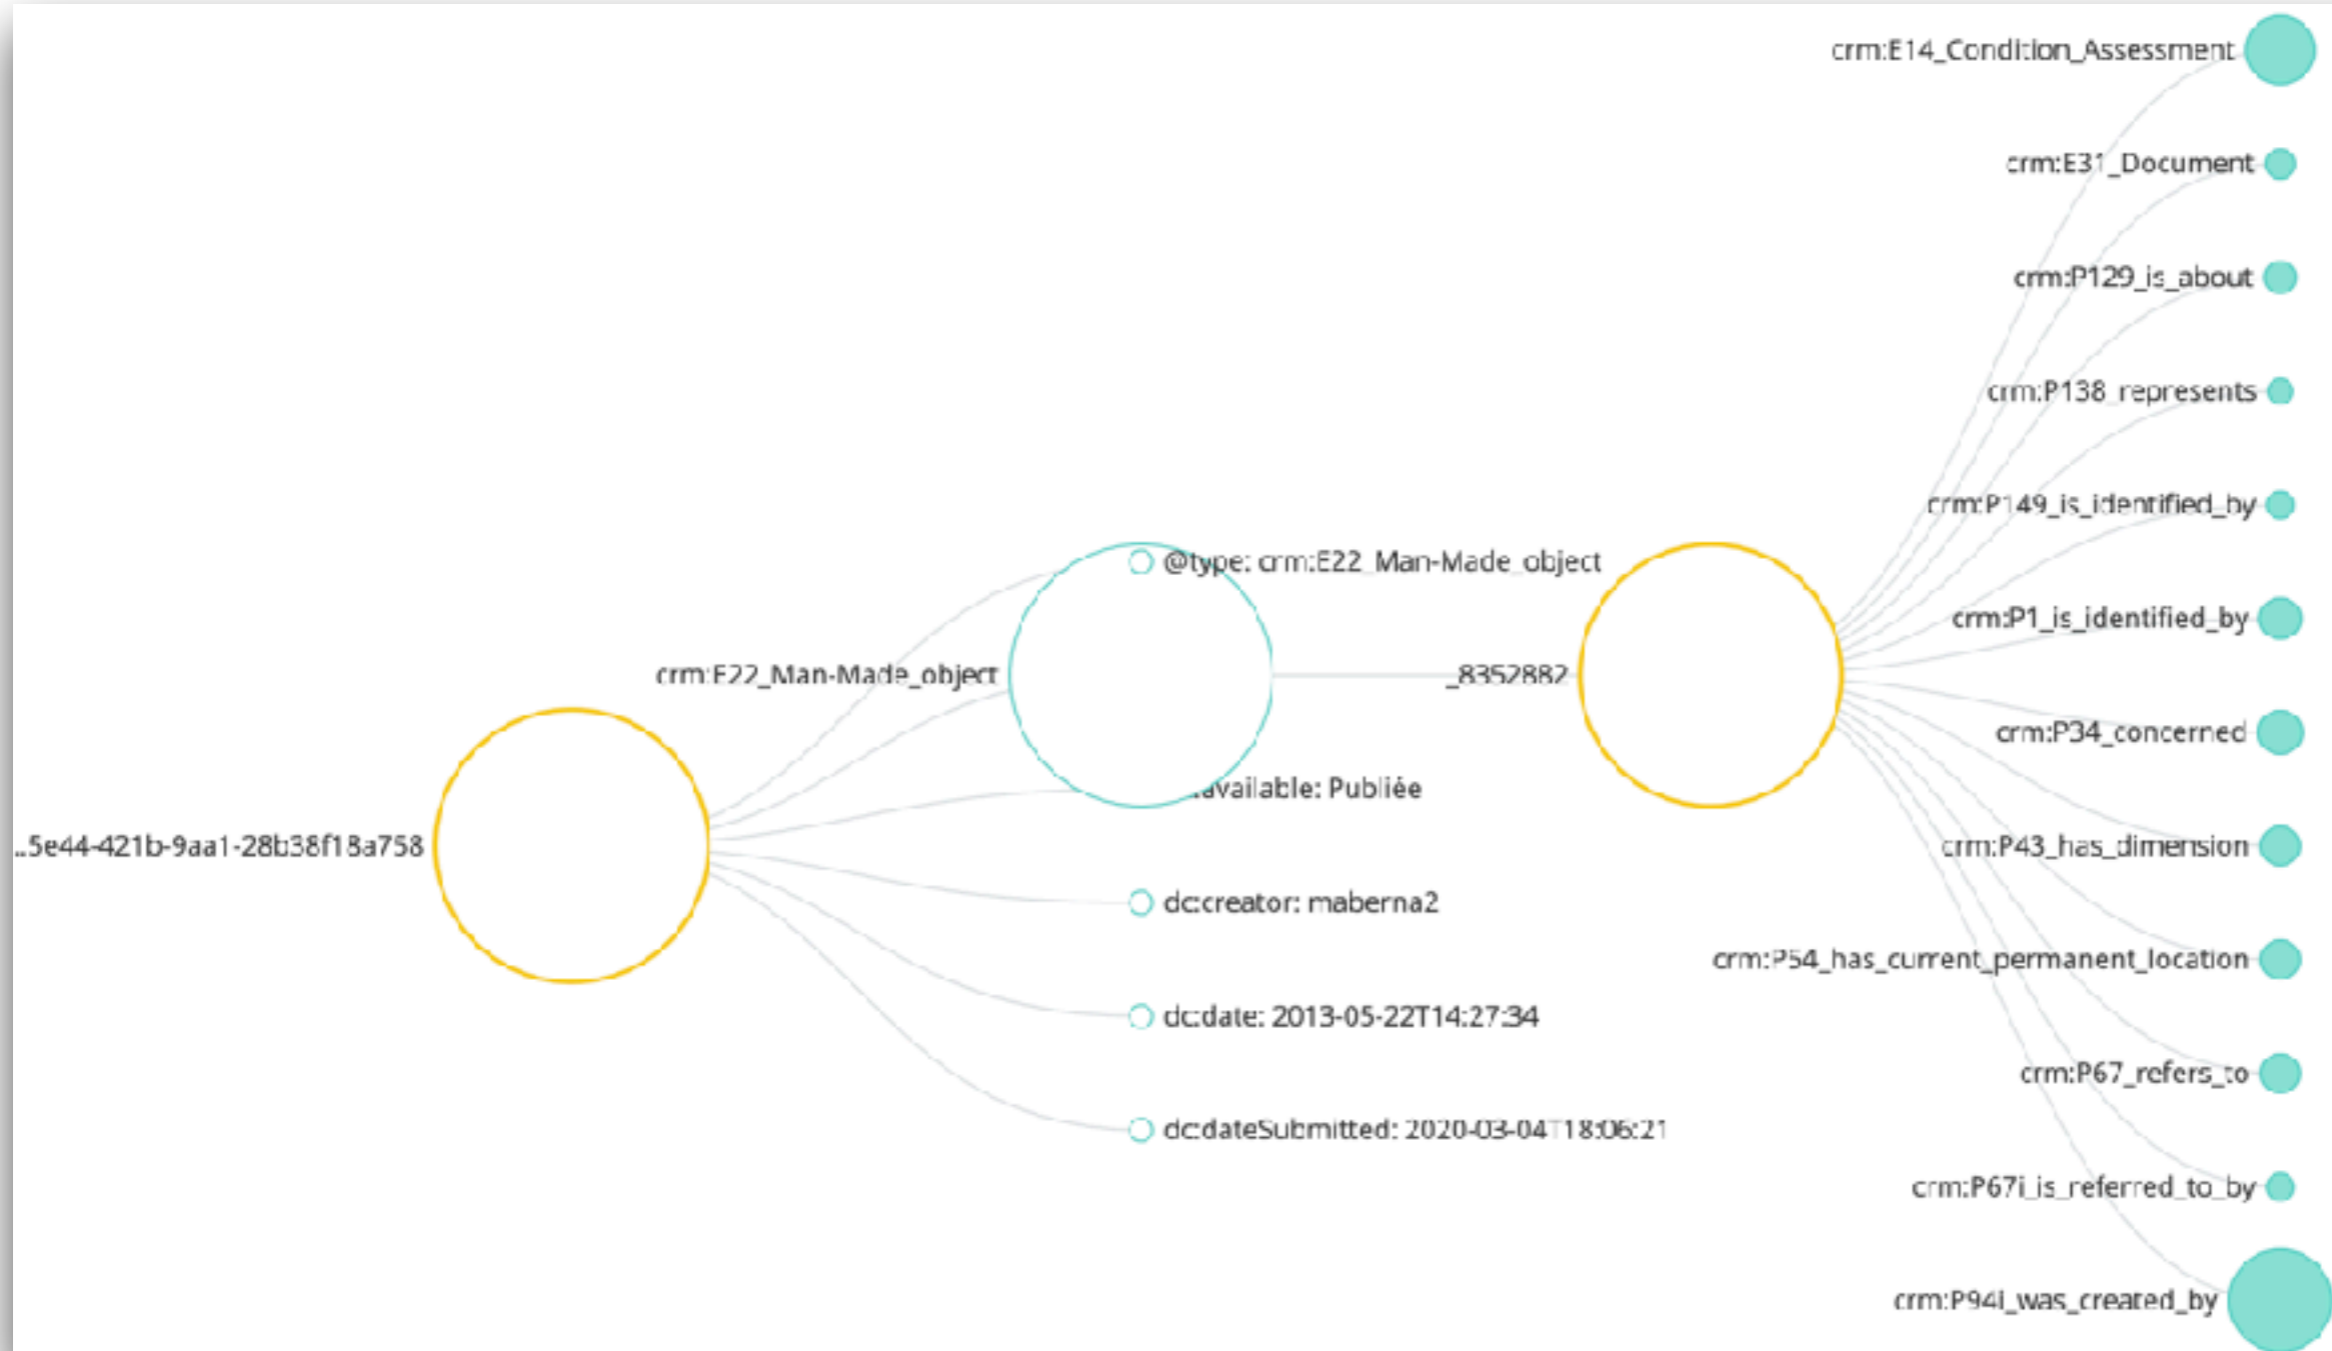 crm:E14_Condition_Assessment
crm:E31_Document
crm:P129_is_about
crm:P138_represents
crm:P149_is_identified_by
@type: crm:E22_Man-Made_object
crm:P1_is_identified_by
crm:E22_Man-Made_object
_8352882
crm:P34_concerned
.available: Publiée
..5e44-421b-9aa1-28b38f18a758
crm:P43_has_dimension
dc:creator: maberna2
crm:P54_has_current_permanent_location
dc:date: 2013-05-22T14:27:34
crm:P67_refers_to
dc:dateSubmitted: 2020-03-04T18:06:21
crm:P67i_is_referred_to_by
crm:P94i_was_created_by